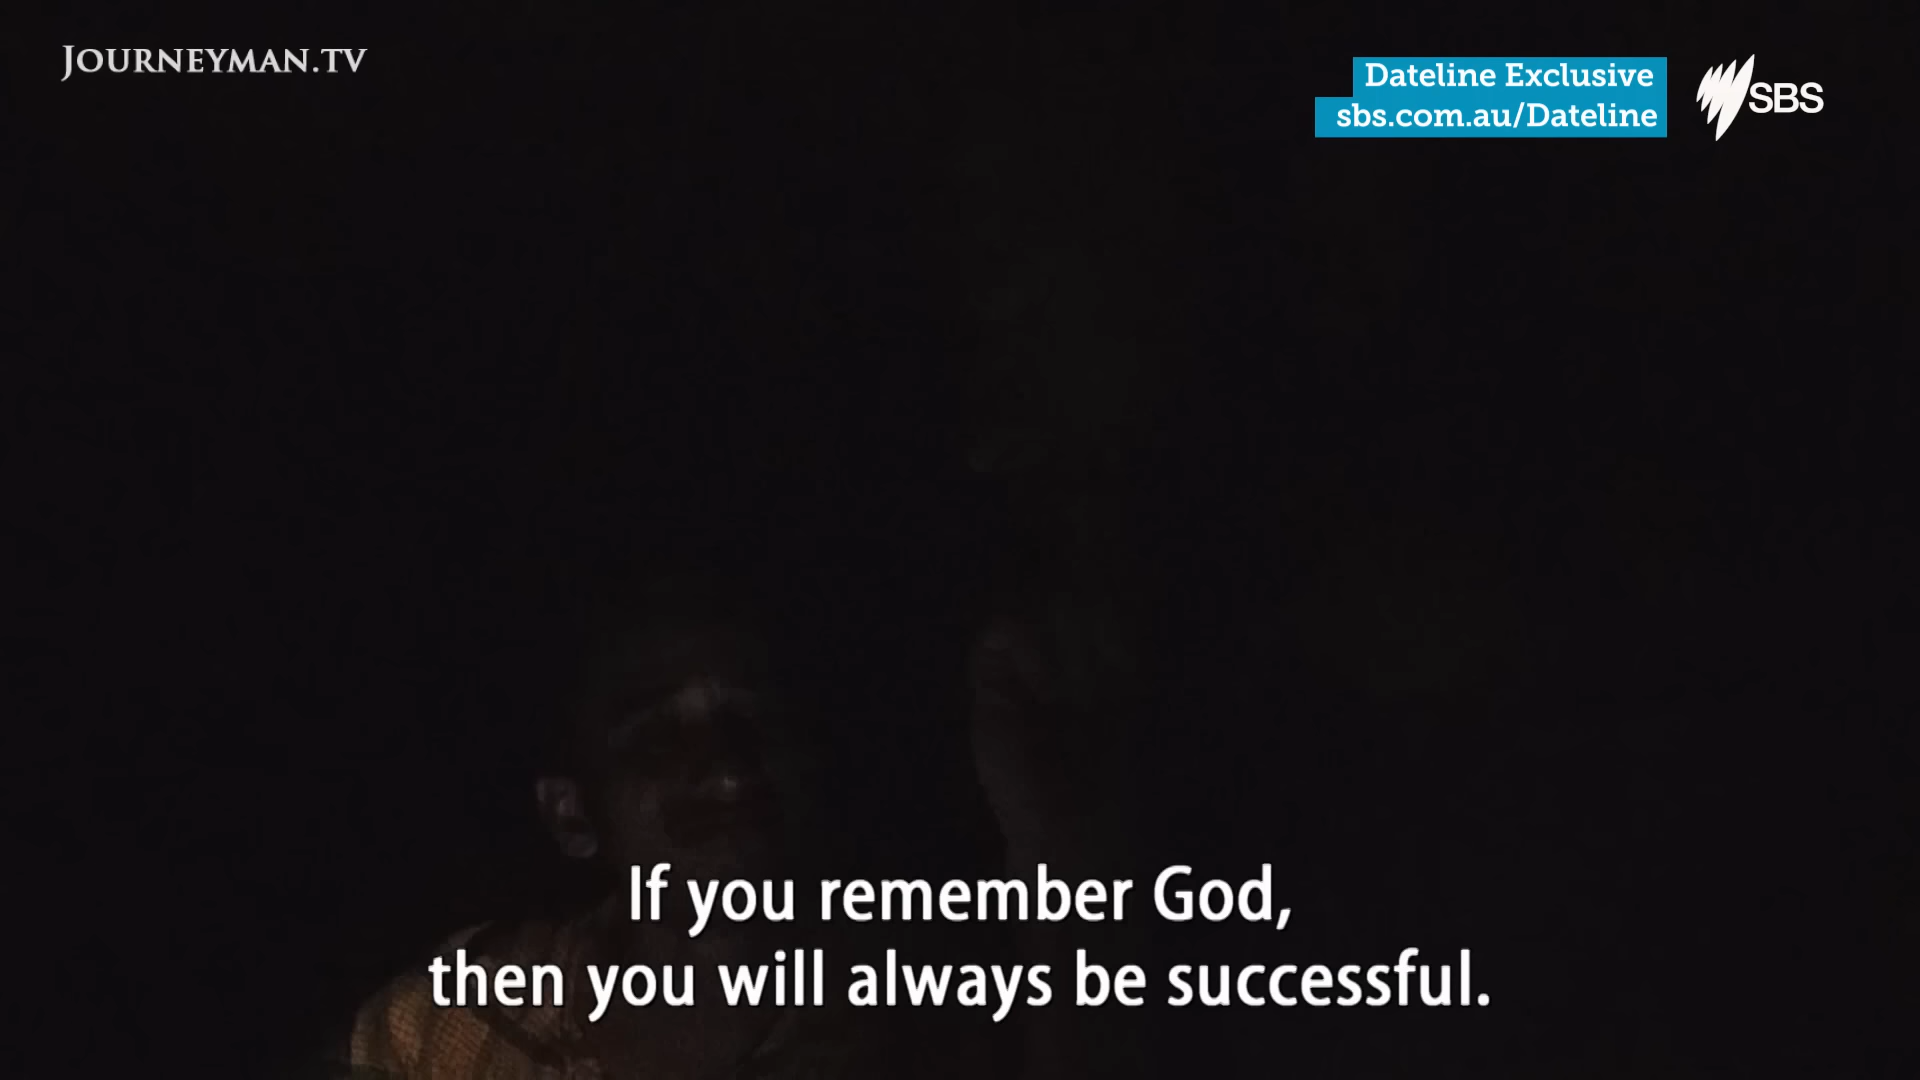 JOURNEYMAN.TV
Dateline Exclusive
sbs.com.au/Dateline
SBS
If you remember God,
then you will always be successful.